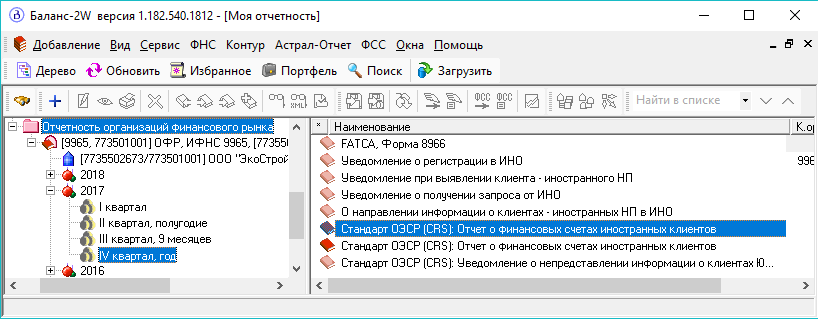 Баланс-2W версия 1.182.540.1812 - [Моя отчетность]
Добавление Вид Сервис ФНС Контур Астрал-Отчет ФСС Окна Помощь
Дерево Обновить Избранное Портфель Поиск Загрузить
XML ФСС ФСС Найти в списке
Отчетность организаций Финансового рынка
[9965, 773501001] ОФР, ИФНС 9965, [77350
[7735502673/773501001] ООО "ЭкоСтрой
2018
2017
I квартал
II квартал, полугодие
III квартал, 9 месяцев
IV квартал, год
2016
* Наименование К.ор
FATCA, Форма 8966
Уведомление о регистрации в ИНО 996
Уведомление при выявлении клиента - иностранного НП
Уведомление о получении запроса от ИНО
О направлении информации о клиентах - иностранных НП в ИНО
Стандарт ОЭСР (CRS): Отчет о финансовых счетах иностранных клиентов
Стандарт ОЭСР (CRS): Отчет о финансовых счетах иностранных клиентов
Стандарт ОЭСР (CRS): Уведомление о непредставлении информации о клиентах Ю...